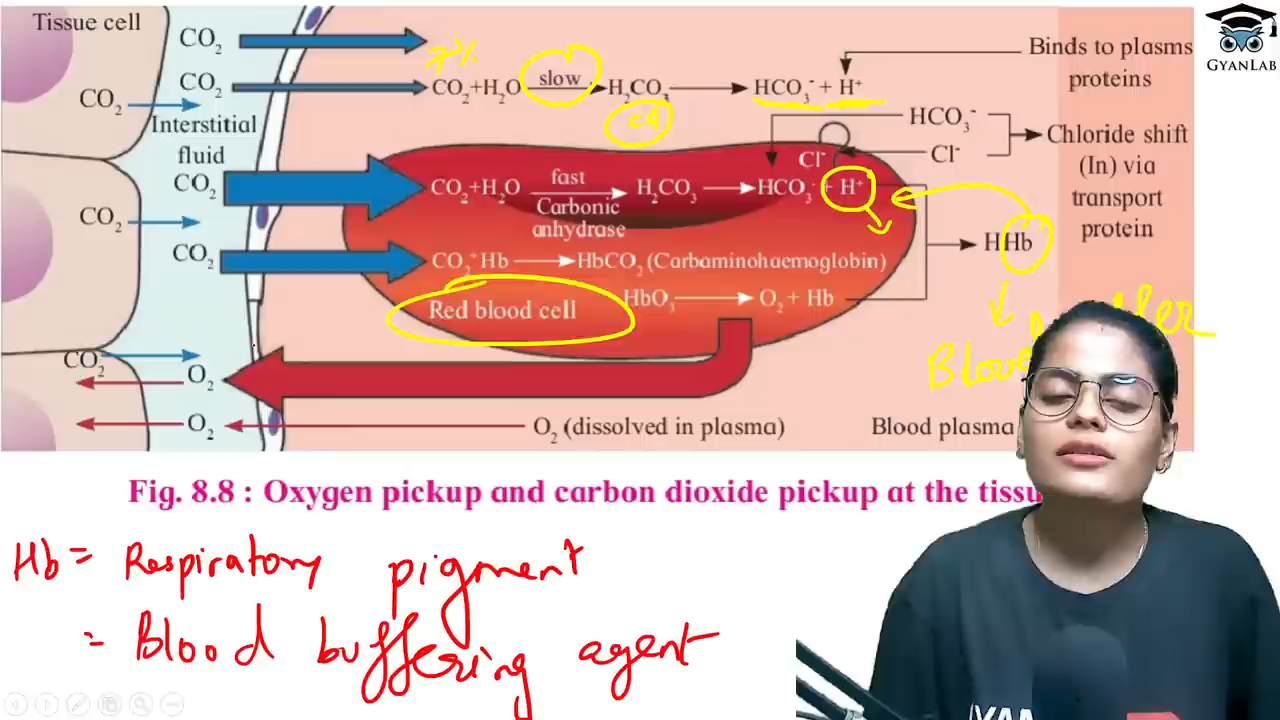 Tissue cell
GYANLAB
CO₂
7%
Binds to plasms
proteins
CO₂
CO₂+H₂O slow H₂CO₃ HCO₃⁻ + H⁺
CO₂
CA
HCO₃⁻
Interstitial
fluid
Cl⁻
Cl⁻
Chloride shift
(In) via
transport
protein
CO₂
CO₂+H₂O fast H₂CO₃ HCO₃⁻ + H⁺
Carbonic
anhydrase
CO₂
HHb
CO₂
CO₂⁺Hb HbCO₂ (Carbaminohaemoglobin)
HbO₃ O₂ + Hb
Red blood cell
CO₂
O₂
O₂
O₂ (dissolved in plasma)
Blood plasma
Fig. 8.8 : Oxygen pickup and carbon dioxide pickup at the tissu
Hb = Respiratory pigment
= Blood buffering agent